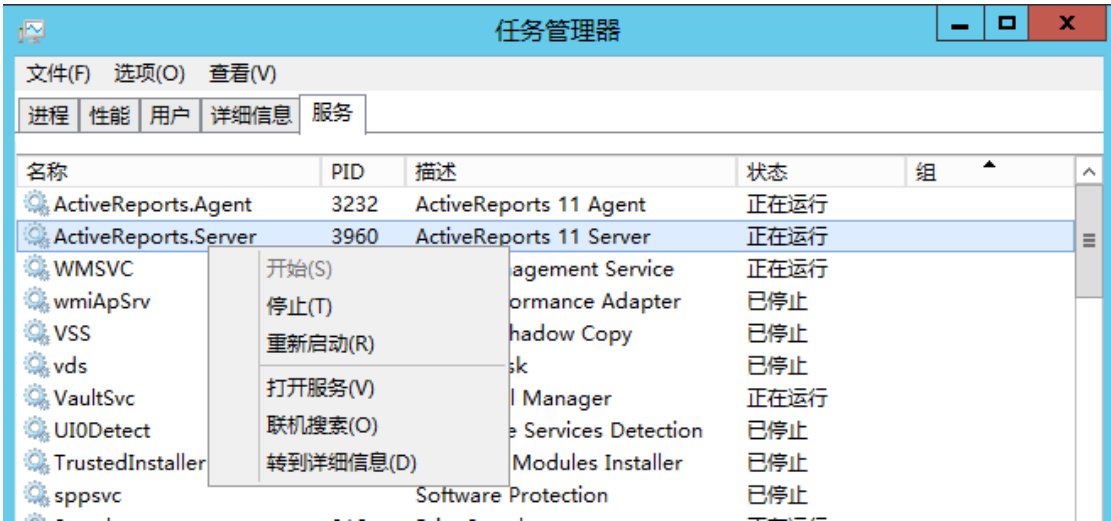 任务管理器
文件(F) 选项(O) 查看(V)
进程 性能 用户 详细信息 服务
名称 PID 描述 状态 组
ActiveReports.Agent 3232 ActiveReports 11 Agent 正在运行
ActiveReports.Server 3960 ActiveReports 11 Server 正在运行
WMSVC agement Service 正在运行
wmiApSrv ormance Adapter 已停止
VSS hadow Copy 已停止
vds sk 已停止
VaultSvc l Manager 正在运行
UI0Detect e Services Detection 已停止
TrustedInstaller Modules Installer 已停止
sppsvc Software Protection 已停止
开始(S)
停止(T)
重新启动(R)
打开服务(V)
联机搜索(O)
转到详细信息(D)